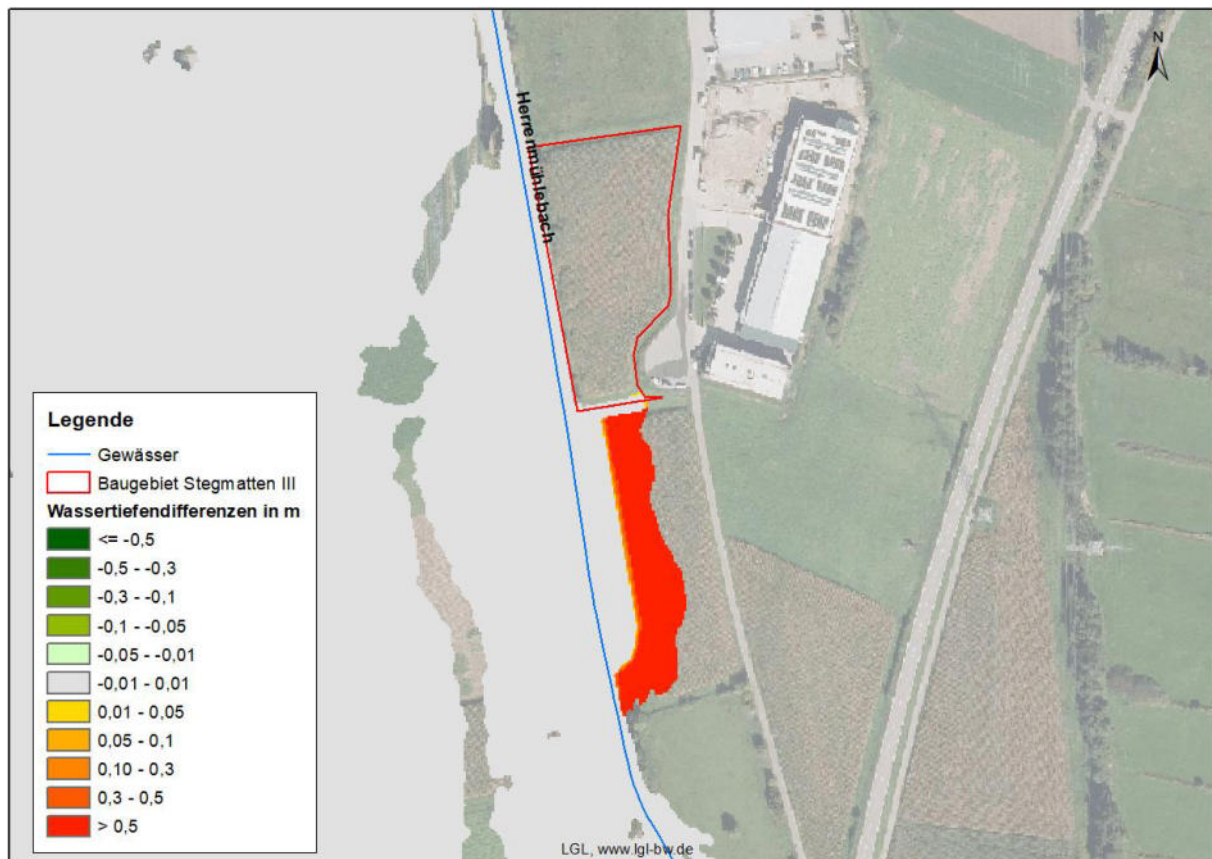 N
Herrenmühlebach
Legende
Gewässer
Baugebiet Stegmatten III
Wassertiefendifferenzen in m
<= -0,5
-0,5 - -0,3
-0,3 - -0,1
-0,1 - -0,05
-0,05 - -0,01
-0,01 - 0,01
0,01 - 0,05
0,05 - 0,1
0,10 - 0,3
0,3 - 0,5
> 0,5
LGL, www.lgl-bw.de